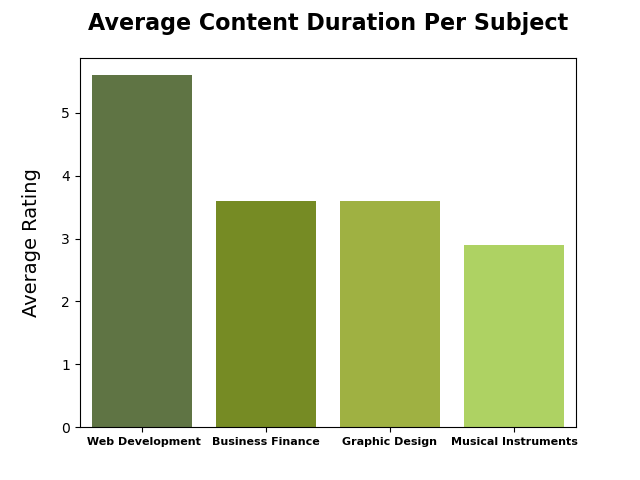 Average Content Duration Per Subject
Average Rating
5
4
3
2
1
0
Web Development
Business Finance
Graphic Design
Musical Instruments